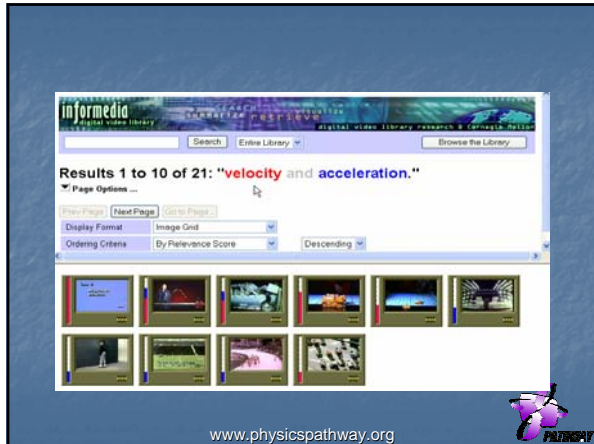 informedia
digital video library
SEARCH
summarize retrieve visualize
digital video library research @ Carnegie Mellon
Search
Entire Library
Browse the Library
Results 1 to 10 of 21: "velocity and acceleration."
Page Options ...
Prev Page
Next Page
Go to Page...
Display Format
Image Grid
Ordering Criteria
By Relevance Score
Descending
www.physicspathway.org
PATHWAY